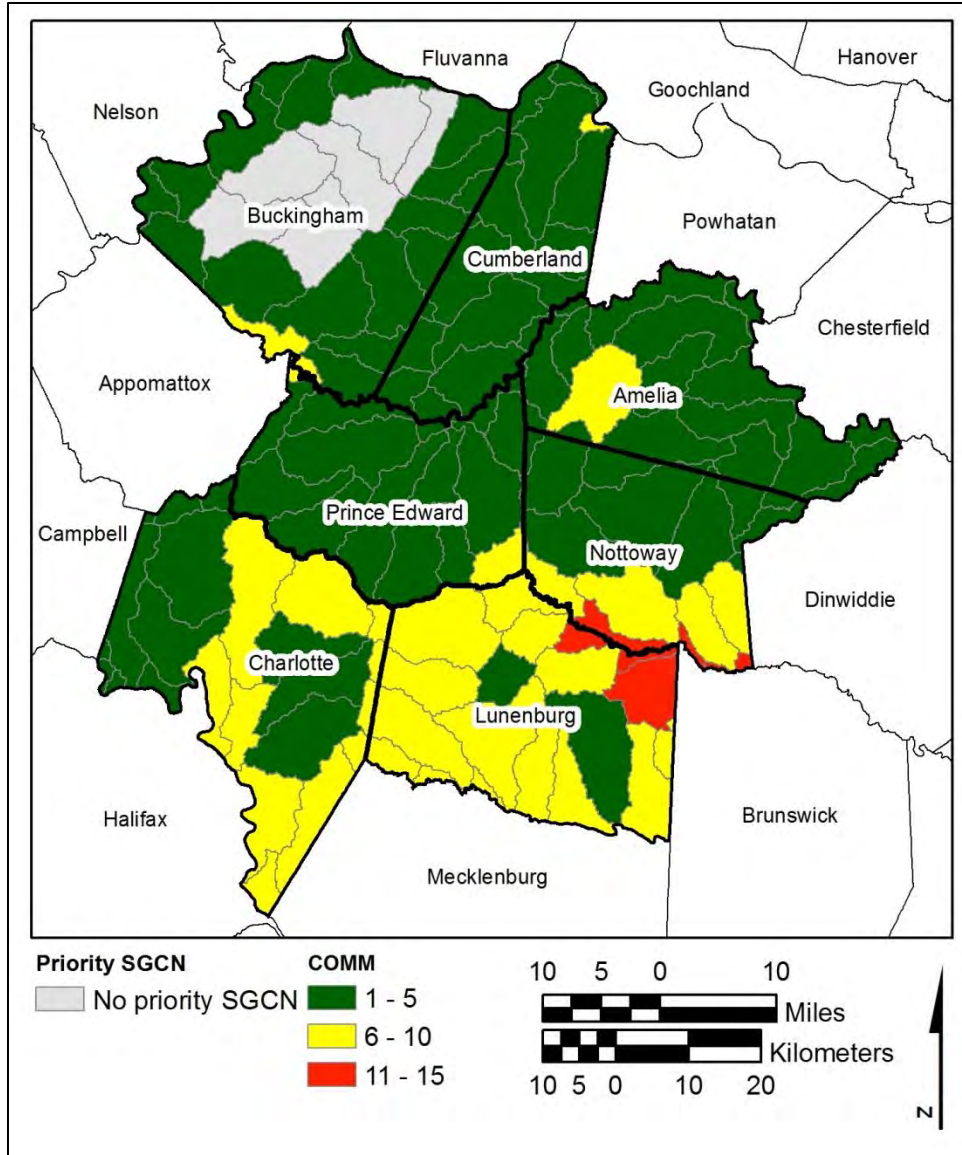 Fluvanna
Hanover
Goochland
Nelson
Buckingham
Powhatan
Cumberland
Chesterfield
Appomattox
Amelia
Prince Edward
Campbell
Nottoway
Dinwiddie
Charlotte
Lunenburg
Halifax
Brunswick
Mecklenburg
Priority SGCN
No priority SGCN
COMM
1 - 5
6 - 10
11 - 15
10 5 0 10
Miles
Kilometers
10 5 0 10 20
N